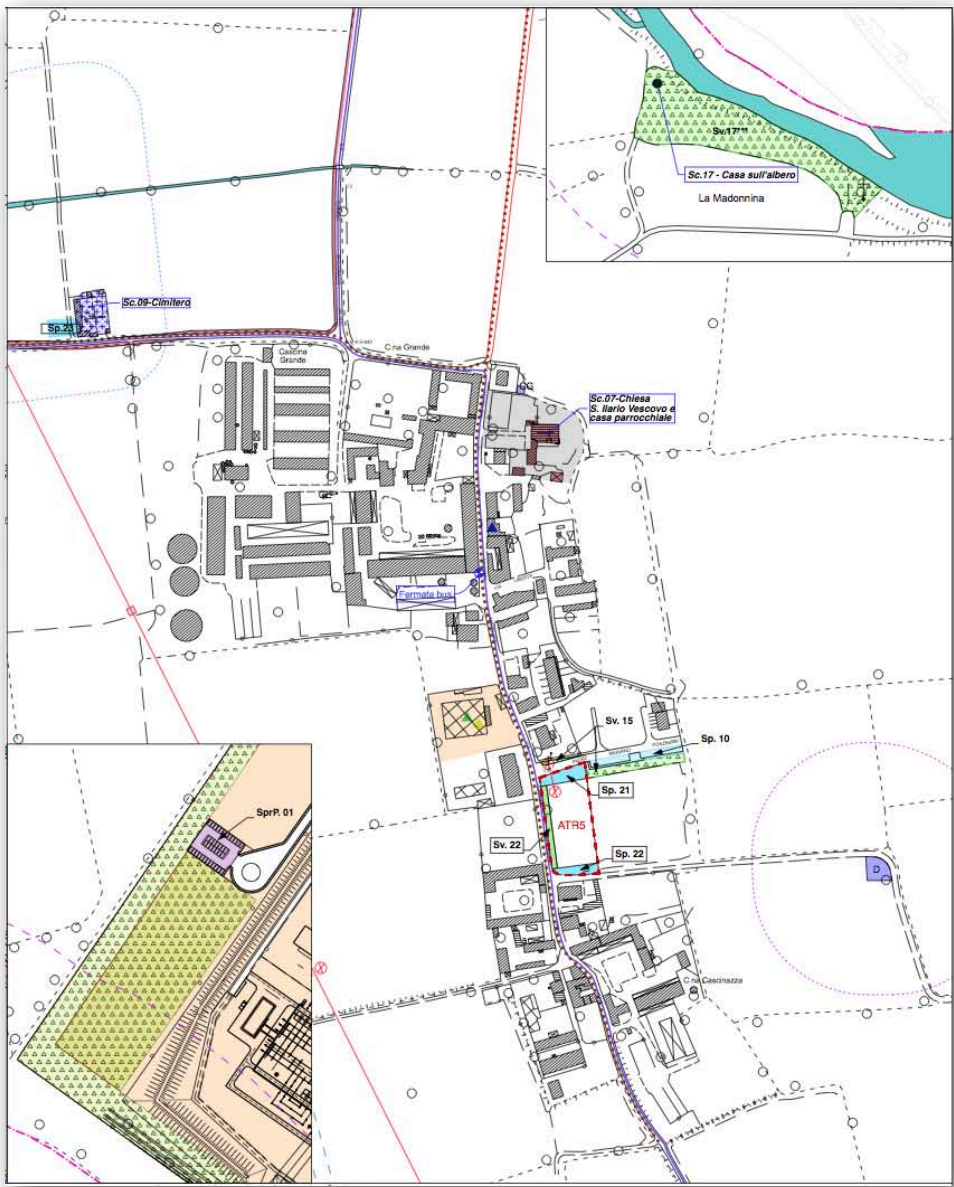 Sv.17***
Sc.17 - Casa sull'albero
La Madonnina
Sc.09-Cimitero
Sp.23
Cascina
Grande
C.na Grande
Sc.07-Chiesa
S. Ilario Vescovo e
casa parrocchiale
Fermata bus
Sv. 15
Sp. 10
Sp. 21
ATR5
Sv. 22
Sp. 22
D
C.na Cascinazza
SprP. 01